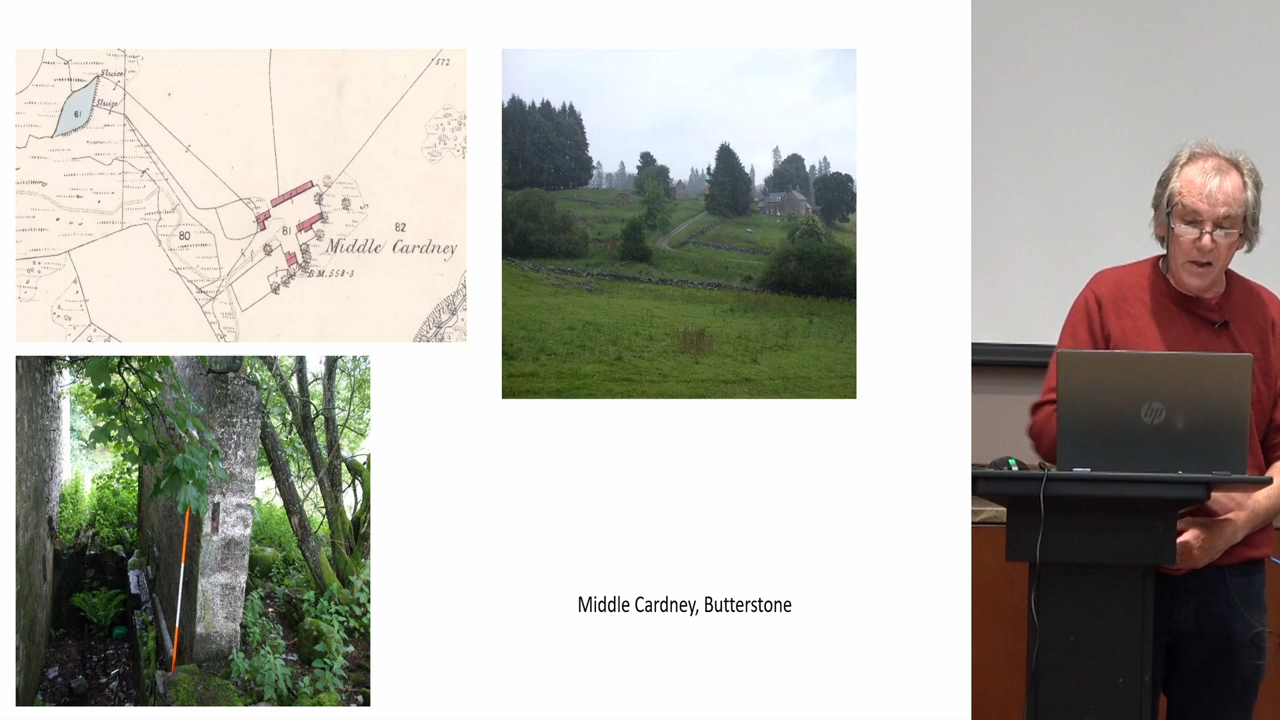 572
Sluice
Sluice
61
80
81
82
Middle Cardney
B.M. 558·3
hp
Middle Cardney, Butterstone